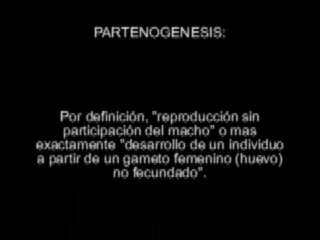 PARTENOGENESIS:
Por definición, "reproducción sin
participación del macho" o mas
exactamente "desarrollo de un individuo
a partir de un gameto femenino (huevo)
no fecundado".